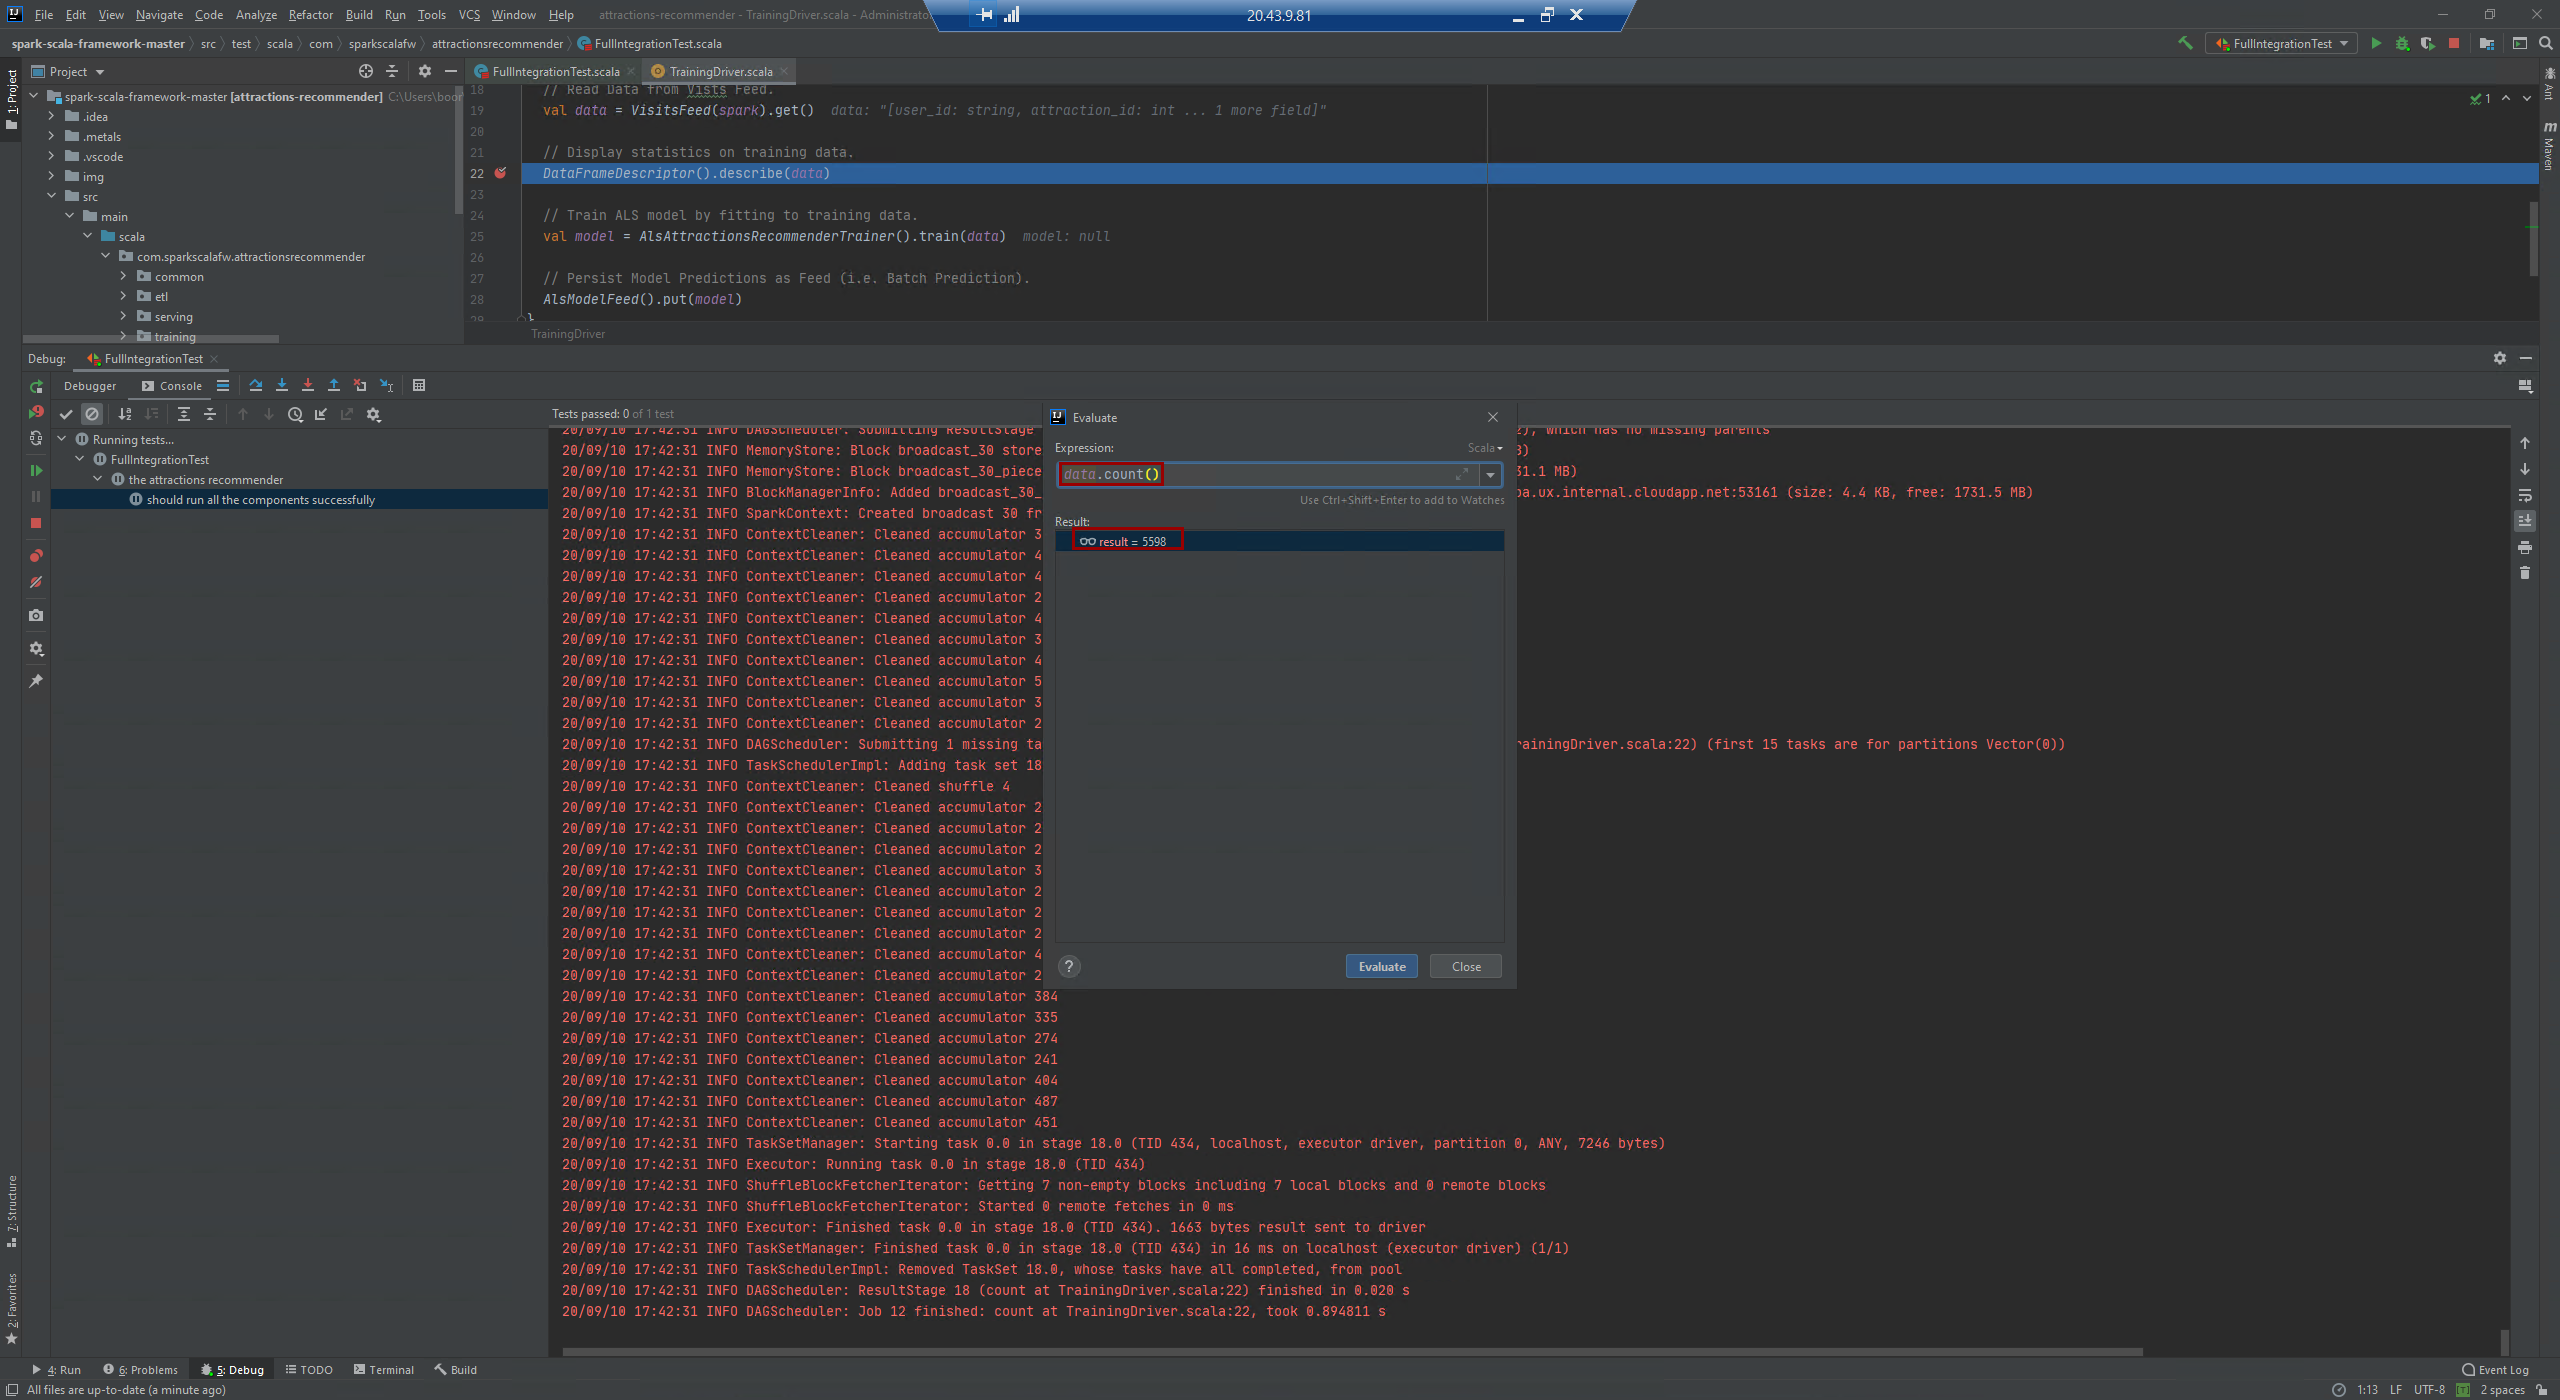 File Edit View Navigate Code Analyze Refactor Build Run Tools VCS Window Help attractions-recommender - TrainingDriver.scala - Administrato
20.43.9.81
spark-scala-framework-master src test scala com sparkscalafw attractionsrecommender FullIntegrationTest.scala
FullIntegrationTest
1: Project
Project
FullIntegrationTest.scala TrainingDriver.scala
Ant
Maven
spark-scala-framework-master [attractions-recommender] C:\Users\boor
.idea
.metals
.vscode
img
src
main
scala
com.sparkscalafw.attractionsrecommender
common
etl
serving
training
18 // Read Data from Vists Feed.
19 val data = VisitsFeed(spark).get() data: "[user_id: string, attraction_id: int ... 1 more field]"
20
21 // Display statistics on training data.
22 DataFrameDescriptor().describe(data)
23
24 // Train ALS model by fitting to training data.
25 val model = AlsAttractionsRecommenderTrainer().train(data) model: null
26
27 // Persist Model Predictions as Feed (i.e. Batch Prediction).
28 AlsModelFeed().put(model)
29 }
1
TrainingDriver
Debug: FullIntegrationTest
Debugger Console
Tests passed: 0 of 1 test
Running tests...
FullIntegrationTest
the attractions recommender
should run all the components successfully
20/09/10 17:42:31 INFO DAGScheduler: Submitting ResultStage 2), which has no missing parents
20/09/10 17:42:31 INFO MemoryStore: Block broadcast_30 store B)
20/09/10 17:42:31 INFO MemoryStore: Block broadcast_30_piece 31.1 MB)
20/09/10 17:42:31 INFO BlockManagerInfo: Added broadcast_30_ pa.ux.internal.cloudapp.net:53161 (size: 4.4 KB, free: 1731.5 MB)
20/09/10 17:42:31 INFO SparkContext: Created broadcast 30 fr
20/09/10 17:42:31 INFO ContextCleaner: Cleaned accumulator 3
20/09/10 17:42:31 INFO ContextCleaner: Cleaned accumulator 4
20/09/10 17:42:31 INFO ContextCleaner: Cleaned accumulator 4
20/09/10 17:42:31 INFO ContextCleaner: Cleaned accumulator 2
20/09/10 17:42:31 INFO ContextCleaner: Cleaned accumulator 4
20/09/10 17:42:31 INFO ContextCleaner: Cleaned accumulator 3
20/09/10 17:42:31 INFO ContextCleaner: Cleaned accumulator 4
20/09/10 17:42:31 INFO ContextCleaner: Cleaned accumulator 5
20/09/10 17:42:31 INFO ContextCleaner: Cleaned accumulator 3
20/09/10 17:42:31 INFO ContextCleaner: Cleaned accumulator 2
20/09/10 17:42:31 INFO DAGScheduler: Submitting 1 missing ta rainingDriver.scala:22) (first 15 tasks are for partitions Vector(0))
20/09/10 17:42:31 INFO TaskSchedulerImpl: Adding task set 18
20/09/10 17:42:31 INFO ContextCleaner: Cleaned shuffle 4
20/09/10 17:42:31 INFO ContextCleaner: Cleaned accumulator 2
20/09/10 17:42:31 INFO ContextCleaner: Cleaned accumulator 2
20/09/10 17:42:31 INFO ContextCleaner: Cleaned accumulator 2
20/09/10 17:42:31 INFO ContextCleaner: Cleaned accumulator 3
20/09/10 17:42:31 INFO ContextCleaner: Cleaned accumulator 2
20/09/10 17:42:31 INFO ContextCleaner: Cleaned accumulator 2
20/09/10 17:42:31 INFO ContextCleaner: Cleaned accumulator 2
20/09/10 17:42:31 INFO ContextCleaner: Cleaned accumulator 4
20/09/10 17:42:31 INFO ContextCleaner: Cleaned accumulator 2
20/09/10 17:42:31 INFO ContextCleaner: Cleaned accumulator 384
20/09/10 17:42:31 INFO ContextCleaner: Cleaned accumulator 335
20/09/10 17:42:31 INFO ContextCleaner: Cleaned accumulator 274
20/09/10 17:42:31 INFO ContextCleaner: Cleaned accumulator 241
20/09/10 17:42:31 INFO ContextCleaner: Cleaned accumulator 404
20/09/10 17:42:31 INFO ContextCleaner: Cleaned accumulator 487
20/09/10 17:42:31 INFO ContextCleaner: Cleaned accumulator 451
20/09/10 17:42:31 INFO TaskSetManager: Starting task 0.0 in stage 18.0 (TID 434, localhost, executor driver, partition 0, ANY, 7246 bytes)
20/09/10 17:42:31 INFO Executor: Running task 0.0 in stage 18.0 (TID 434)
20/09/10 17:42:31 INFO ShuffleBlockFetcherIterator: Getting 7 non-empty blocks including 7 local blocks and 0 remote blocks
20/09/10 17:42:31 INFO ShuffleBlockFetcherIterator: Started 0 remote fetches in 0 ms
20/09/10 17:42:31 INFO Executor: Finished task 0.0 in stage 18.0 (TID 434). 1663 bytes result sent to driver
20/09/10 17:42:31 INFO TaskSetManager: Finished task 0.0 in stage 18.0 (TID 434) in 16 ms on localhost (executor driver) (1/1)
20/09/10 17:42:31 INFO TaskSchedulerImpl: Removed TaskSet 18.0, whose tasks have all completed, from pool
20/09/10 17:42:31 INFO DAGScheduler: ResultStage 18 (count at TrainingDriver.scala:22) finished in 0.020 s
20/09/10 17:42:31 INFO DAGScheduler: Job 12 finished: count at TrainingDriver.scala:22, took 0.894811 s
Evaluate
Expression: Scala
data.count()
Use Ctrl+Shift+Enter to add to Watches
Result:
result = 5598
?
Evaluate Close
7: Structure
2: Favorites
4: Run 6: Problems 5: Debug TODO Terminal Build Event Log
All files are up-to-date (a minute ago) 1:13 LF UTF-8 2 spaces